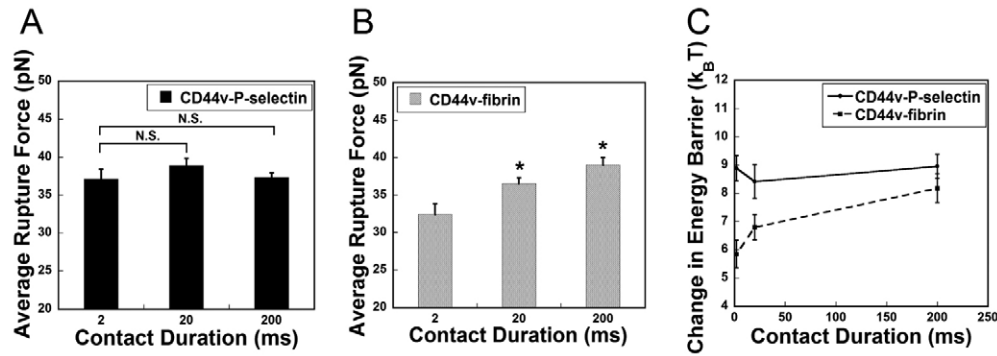 A
Average Rupture Force (pN)
50
45
40
35
30
25
20
CD44v-P-selectin
N.S.
N.S.
2
20
200
Contact Duration (ms)
B
Average Rupture Force (pN)
50
45
40
35
30
25
20
CD44v-fibrin
*
*
2
20
200
Contact Duration (ms)
C
Change in Energy Barrier (kBT)
12
11
10
9
8
7
6
5
4
CD44v-P-selectin
CD44v-fibrin
0
50
100
150
200
250
Contact Duration (ms)